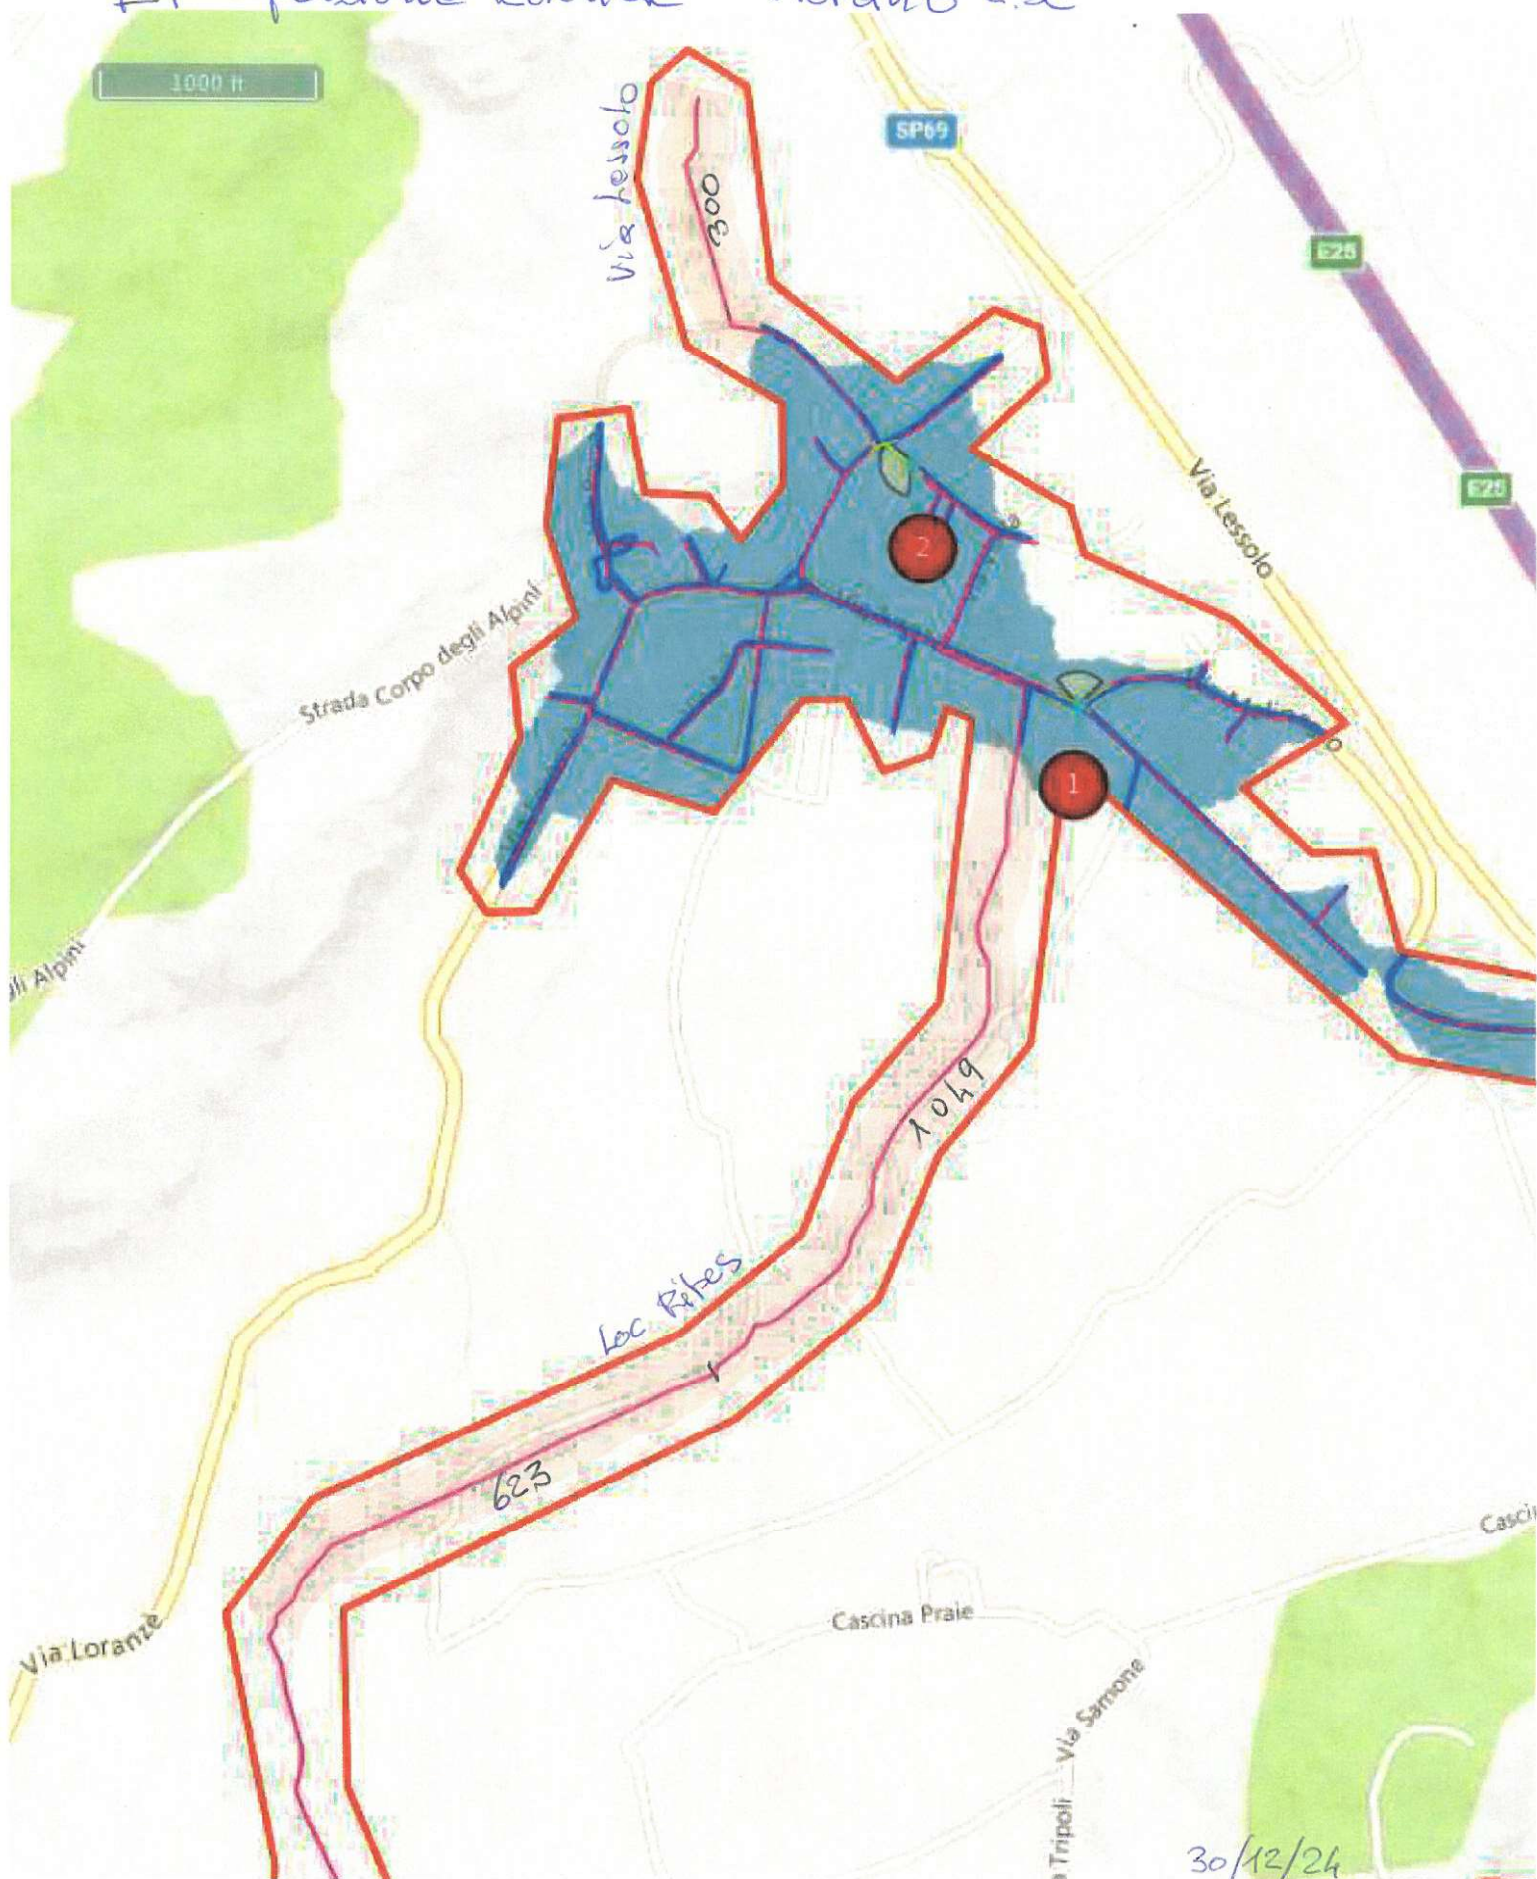 1000 ft
Via Lessolo
300
SP69
E25
E25
Via Lessolo
2
Strada Corpo degli Alpini
1
gli Alpini
1049
Loc Ribes
623
Via Loranzè
Cascina Praie
Via Samone
Tripoli
30/12/24